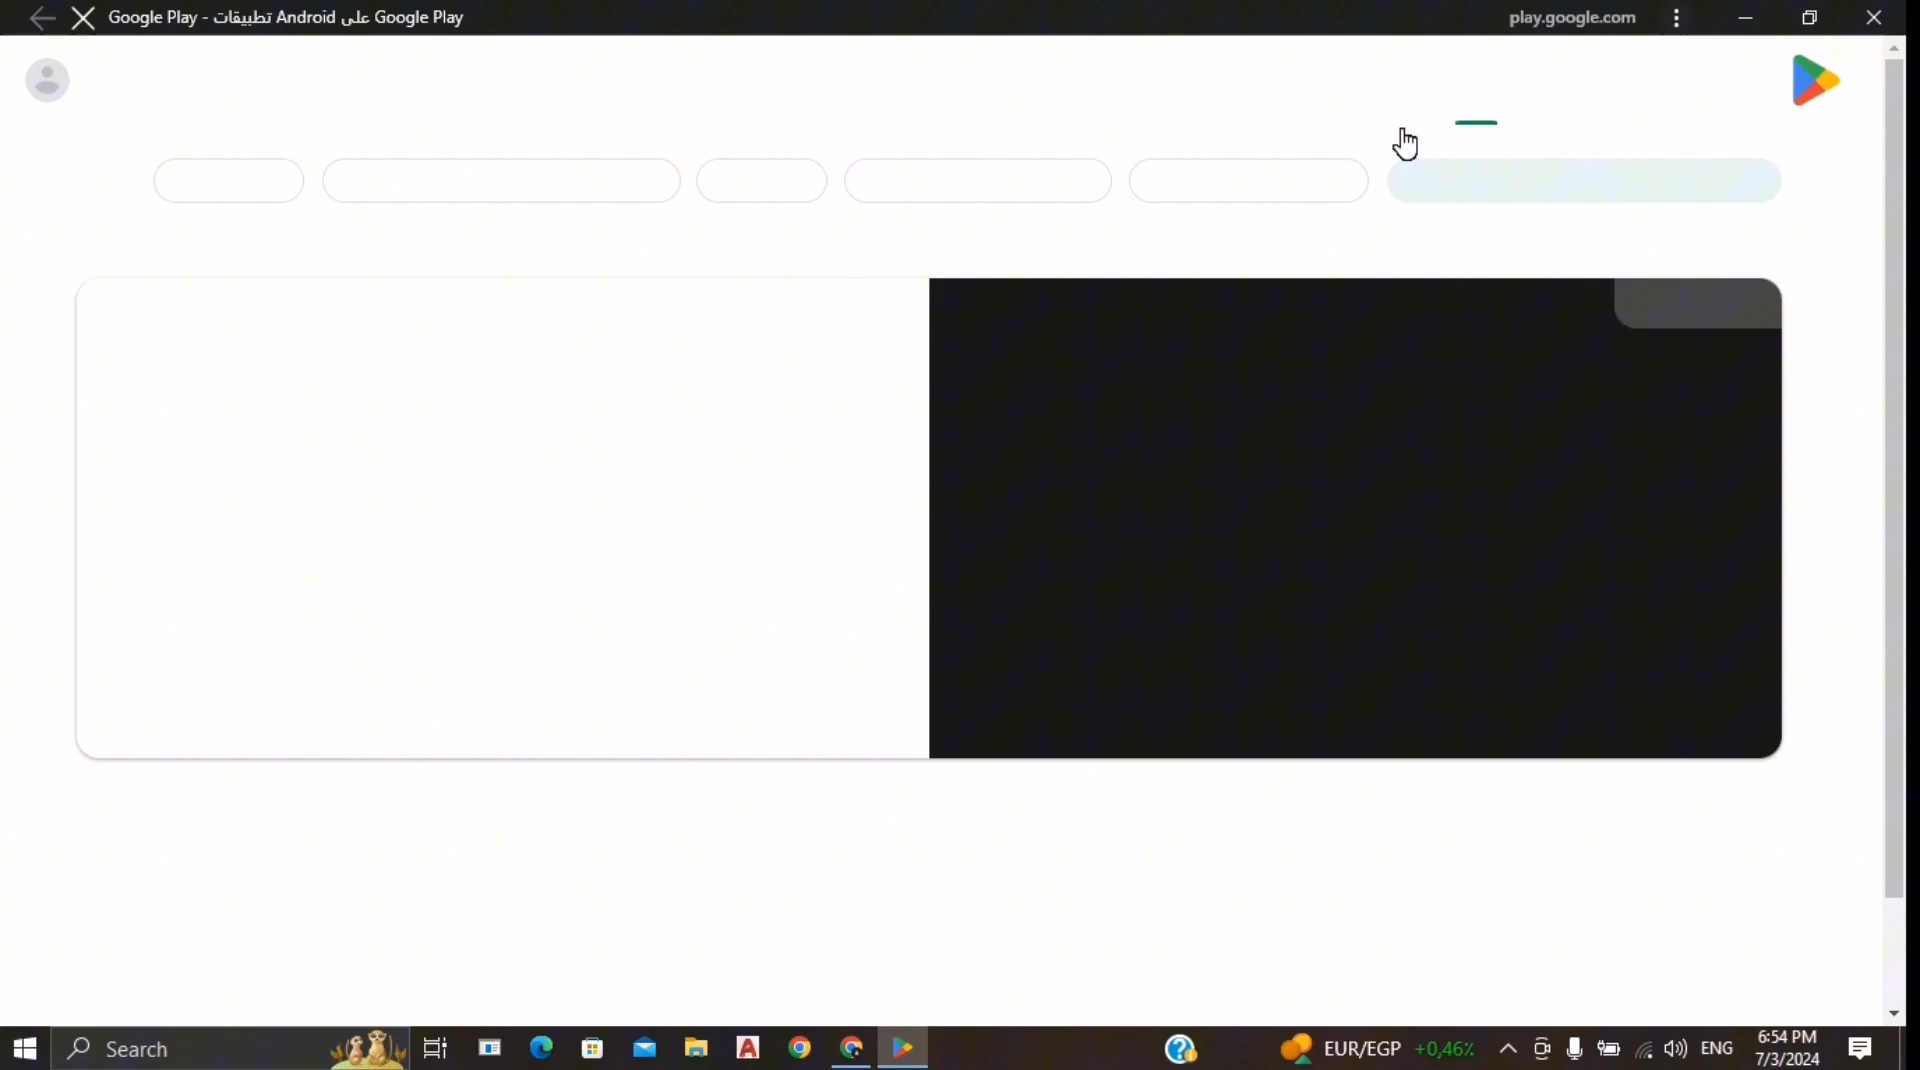 Google Play - تطبيقات Android على Google Play
play.google.com
Search
EUR/EGP +0,46%
ENG
6:54 PM
7/3/2024